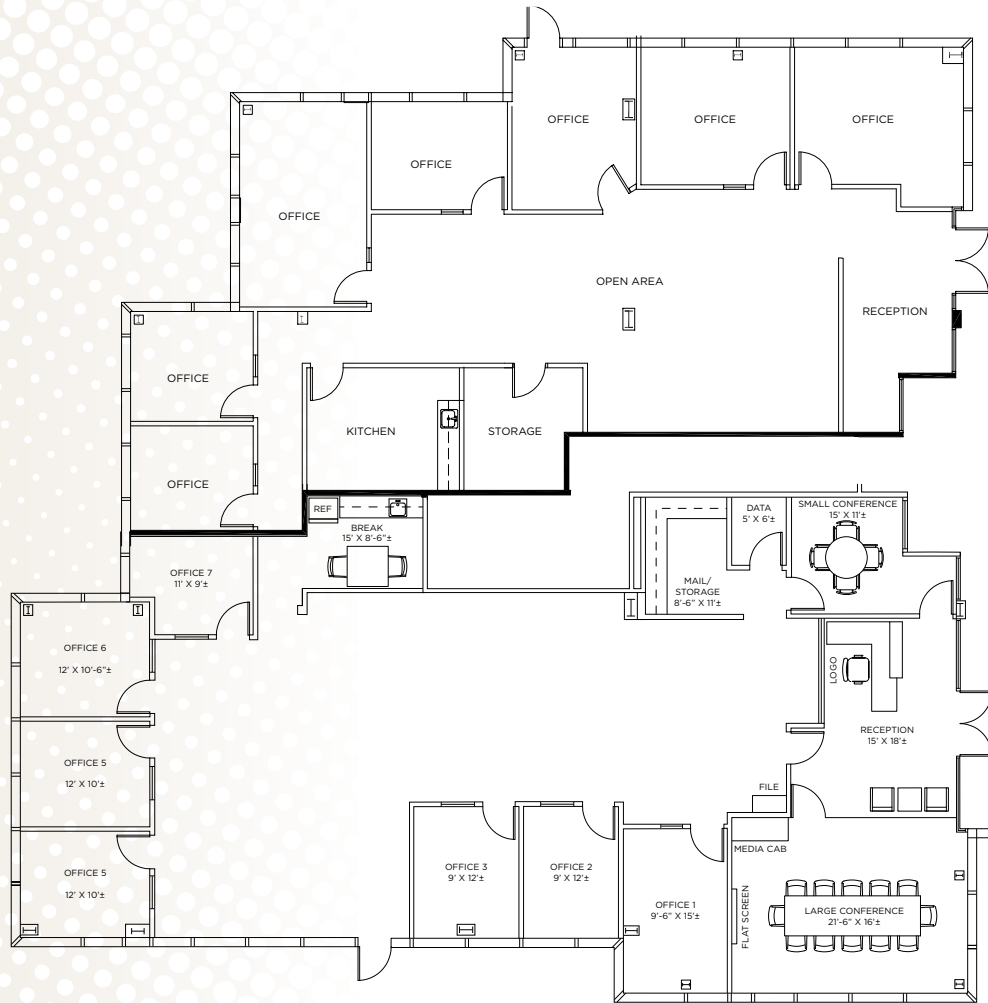 OFFICE
OFFICE
OFFICE
OFFICE
OFFICE
OPEN AREA
RECEPTION
OFFICE
KITCHEN
STORAGE
OFFICE
REF
BREAK
15' X 8'-6"±
DATA
5' X 6'±
SMALL CONFERENCE
15' X 11'±
OFFICE 7
11' X 9'±
MAIL/
STORAGE
8'-6" X 11'±
OFFICE 6
12' X 10'-6"±
LOGO
RECEPTION
15' X 18'±
OFFICE 5
12' X 10'±
FILE
MEDIA CAB
OFFICE 5
12' X 10'±
OFFICE 3
9' X 12'±
OFFICE 2
9' X 12'±
OFFICE 1
9'-6" X 15'±
FLAT SCREEN
LARGE CONFERENCE
21'-6" X 16'±